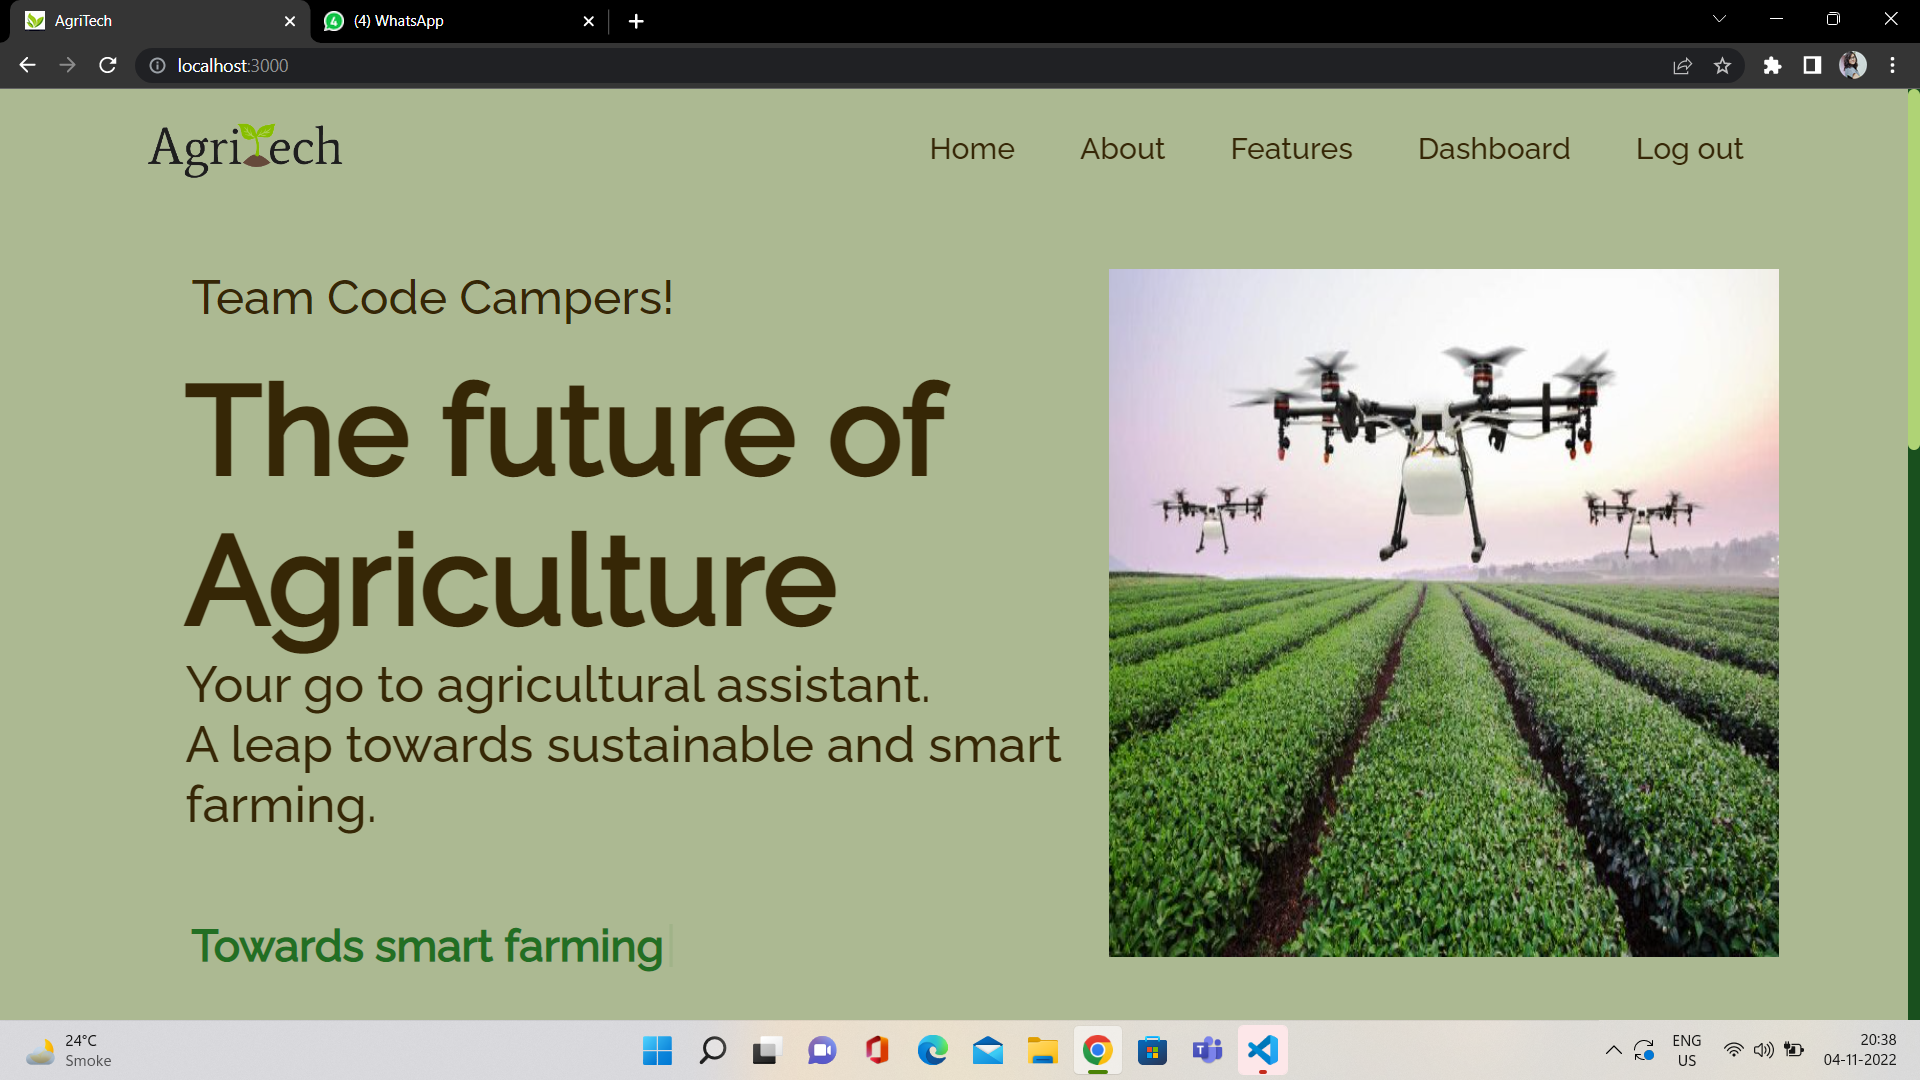 AgriTech
(4) WhatsApp
localhost:3000
AgriTech
Home About Features Dashboard Log out
Team Code Campers!
The future of
Agriculture
Your go to agricultural assistant.
A leap towards sustainable and smart
farming.
Towards smart farming
24°C
Smoke
ENG
US
20:38
04-11-2022